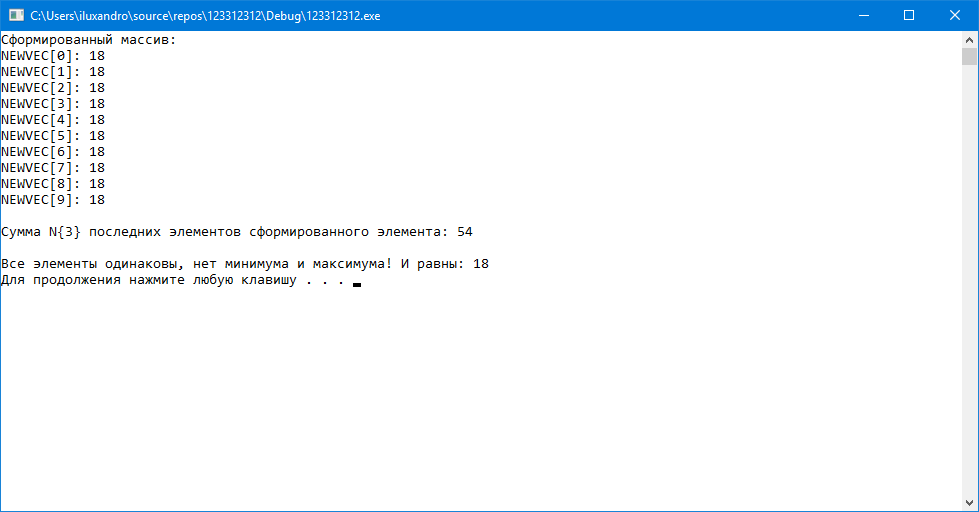 C:\Users\iluxandro\source\repos\123312312\Debug\123312312.exe
Сформированный массив:
NEWVEC[0]: 18
NEWVEC[1]: 18
NEWVEC[2]: 18
NEWVEC[3]: 18
NEWVEC[4]: 18
NEWVEC[5]: 18
NEWVEC[6]: 18
NEWVEC[7]: 18
NEWVEC[8]: 18
NEWVEC[9]: 18
Сумма N{3} последних элементов сформированного элемента: 54
Все элементы одинаковы, нет минимума и максимума! И равны: 18
Для продолжения нажмите любую клавишу . . .